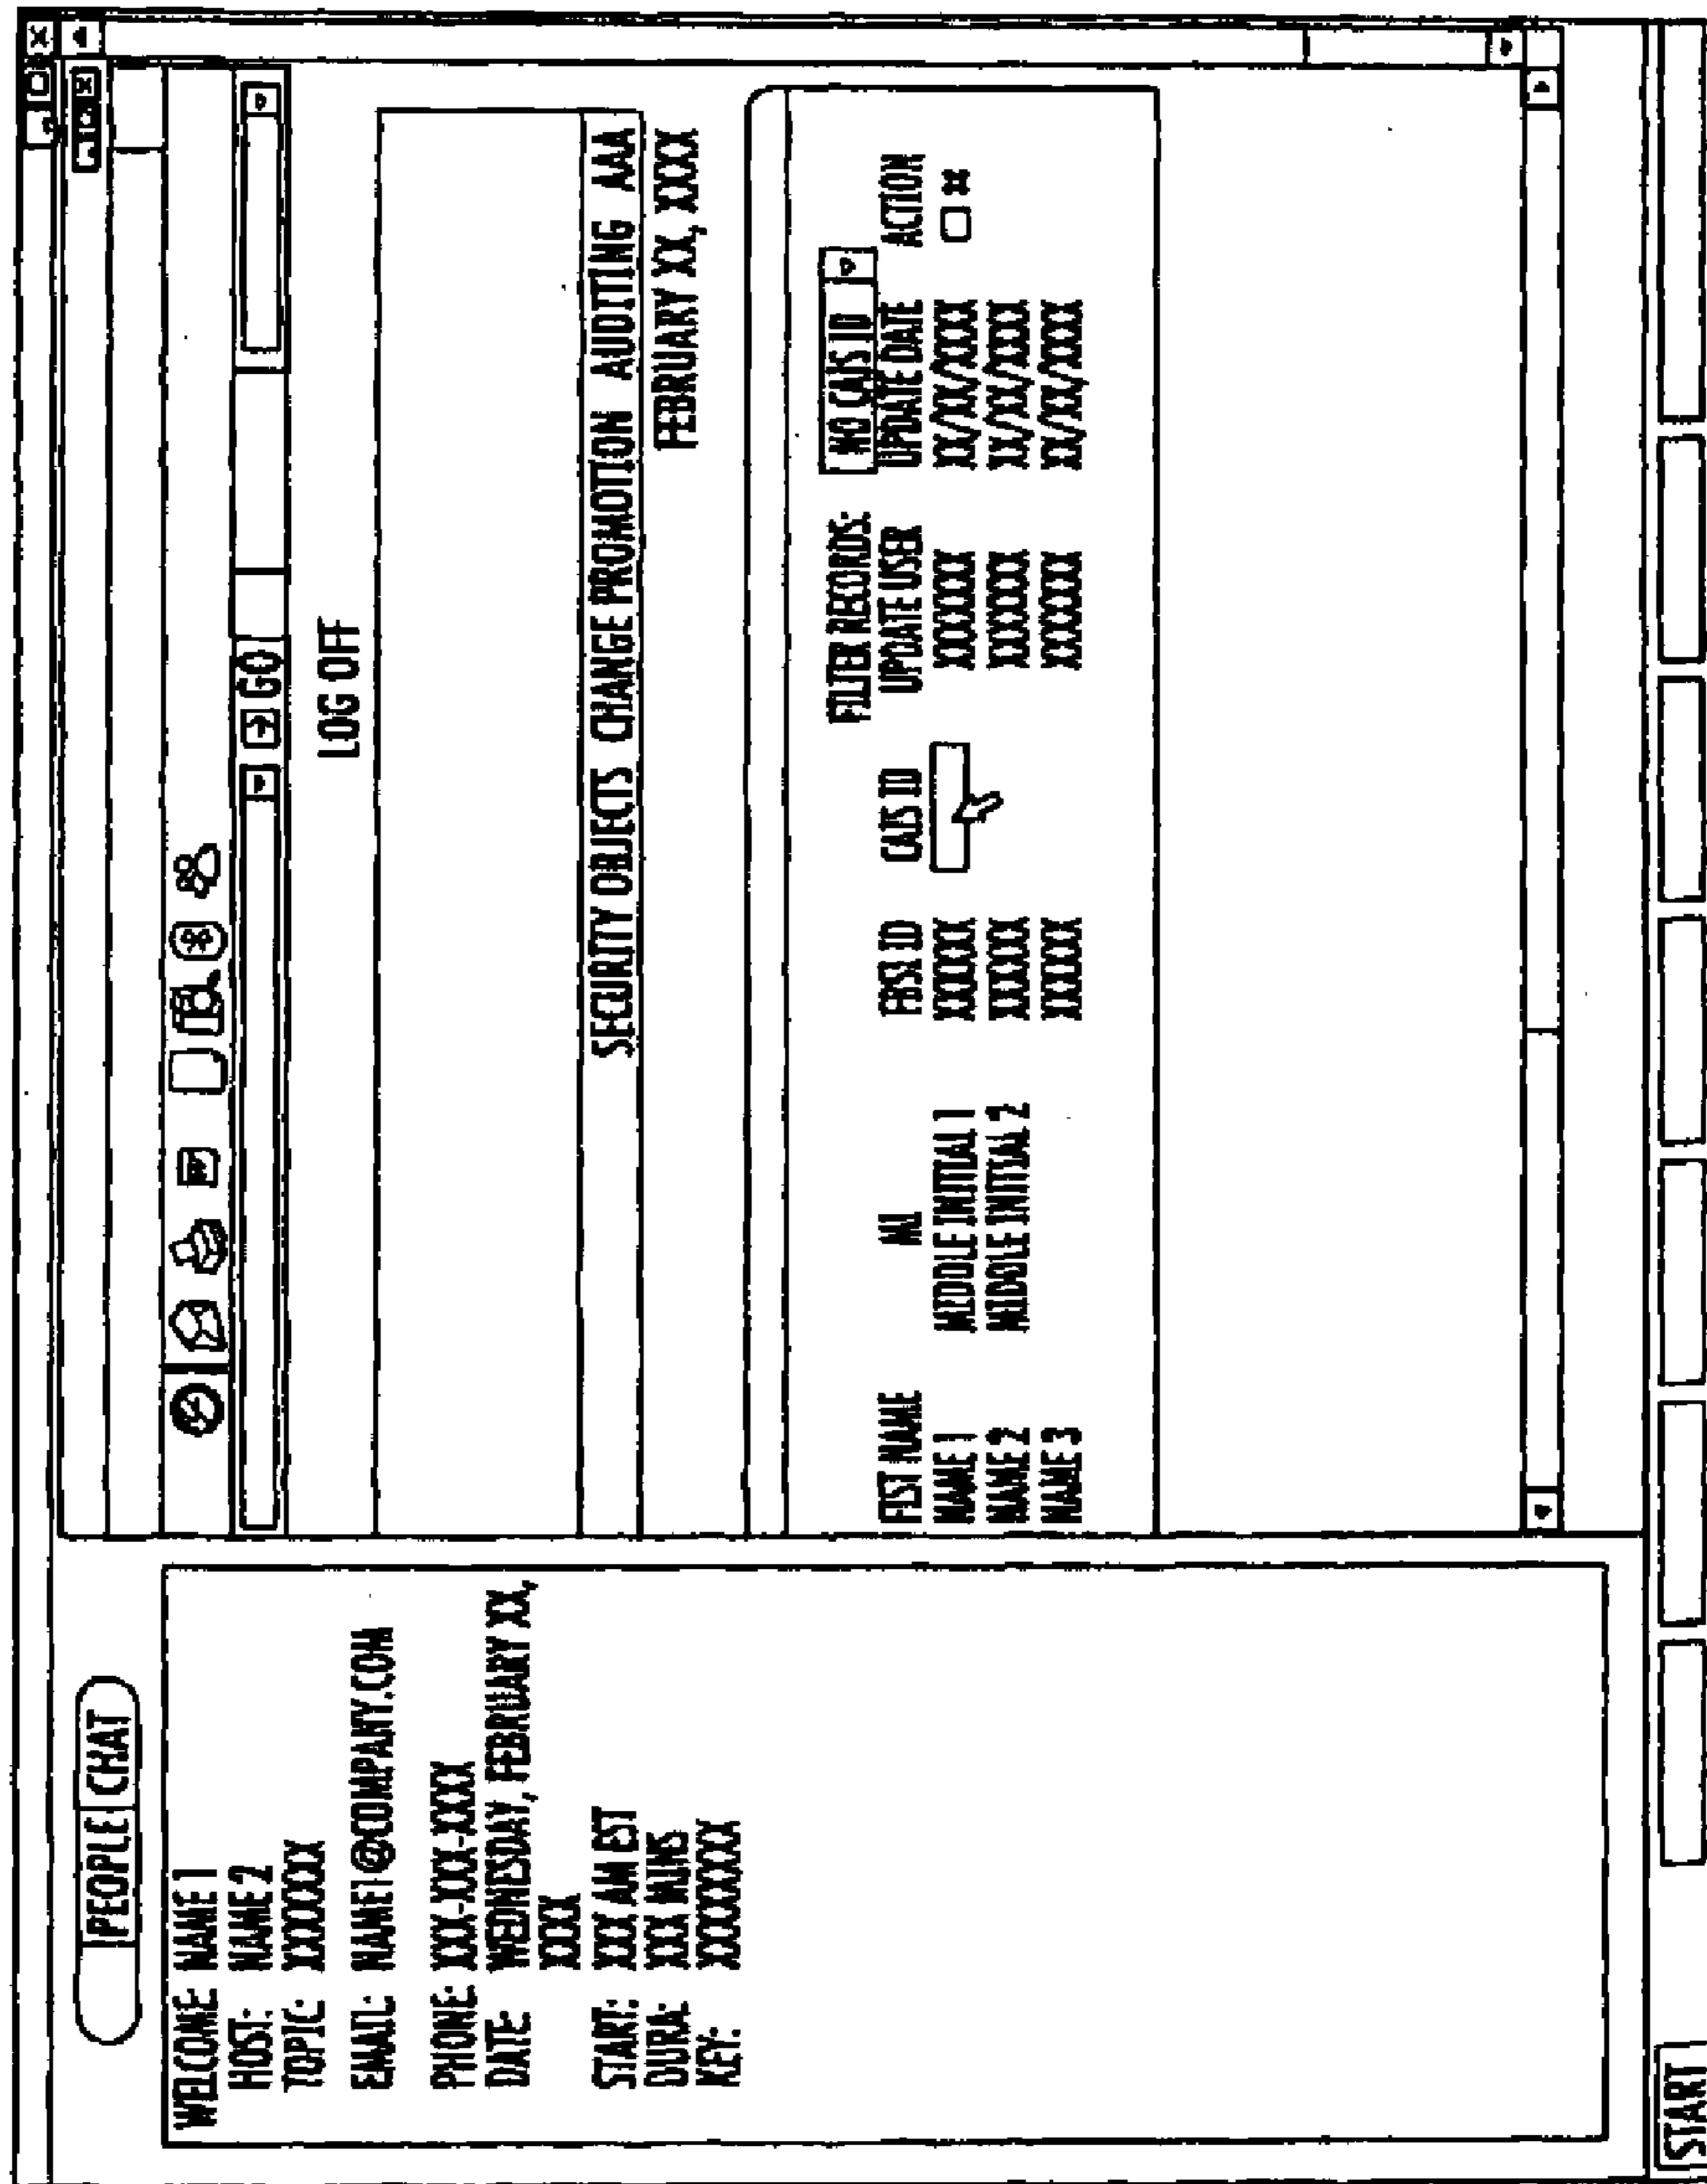 PEOPLE CHAT
WELCOME: NAME 1
HOST: NAME 2
TOPIC: XXXXXX
EMAIL: NAME1@COMPANY.COM
PHONE: XXX-XXX-XXXX
DATE: WEDNESDAY, FEBRUARY XX,
XXXX
START: XXX AM EST
DURA: XXX MINS
KEY: XXXXXXX
GO
LOG OFF
SECURITY OBJECTS CHANGE PROMOTION AUDITING AAA
FEBRUARY XX, XXXX
FILTER RECORDS: NO CAIS ID
FIST NAME MI FBSI ID CAIS ID UPDATE USER UPDATE DATE ACTION
NAME 1 MIDDLE INITIAL 1 XXXXX XXXXXX XX/XX/XXXX
NAME 2 MIDDLE INITIAL 2 XXXXX XXXXXX XX/XX/XXXX
NAME 3 XXXXX XXXXXX XX/XX/XXXX
START